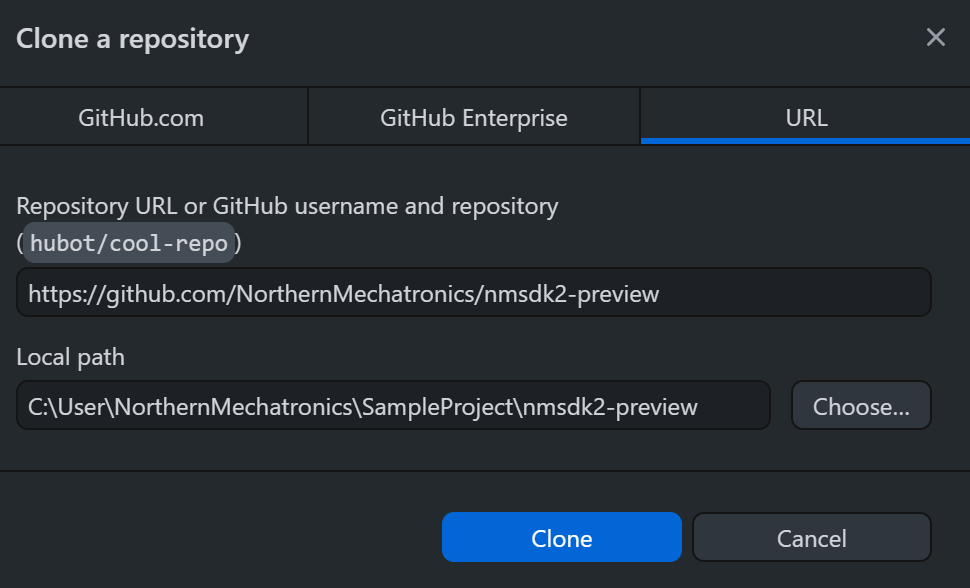 Clone a repository
GitHub.com
GitHub Enterprise
URL
Repository URL or GitHub username and repository
(hubot/cool-repo)
https://github.com/NorthernMechatronics/nmsdk2-preview
Local path
C:\User\NorthernMechatronics\SampleProject\nmsdk2-preview
Choose...
Clone
Cancel